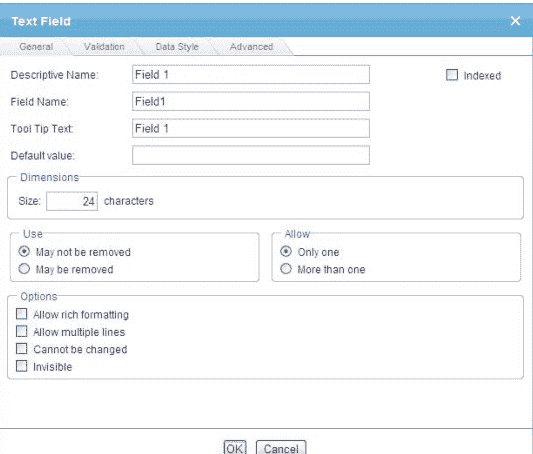 Text Field
General Validation Data Style Advanced
Descriptive Name: Field 1 Indexed
Field Name: Field1
Tool Tip Text: Field 1
Default value:
Dimensions
Size: 24 characters
Use Allow
May not be removed Only one
May be removed More than one
Options
Allow rich formatting
Allow multiple lines
Cannot be changed
Invisible
OK Cancel